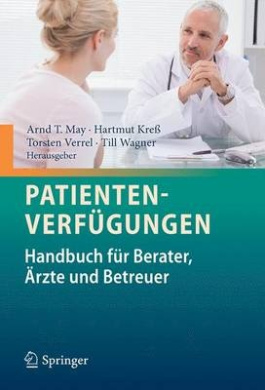 Arnd T. May · Hartmut Kreß
Torsten Verrel · Till Wagner
Herausgeber
PATIENTEN-
VERFÜGUNGEN
Handbuch für Berater,
Ärzte und Betreuer
Springer